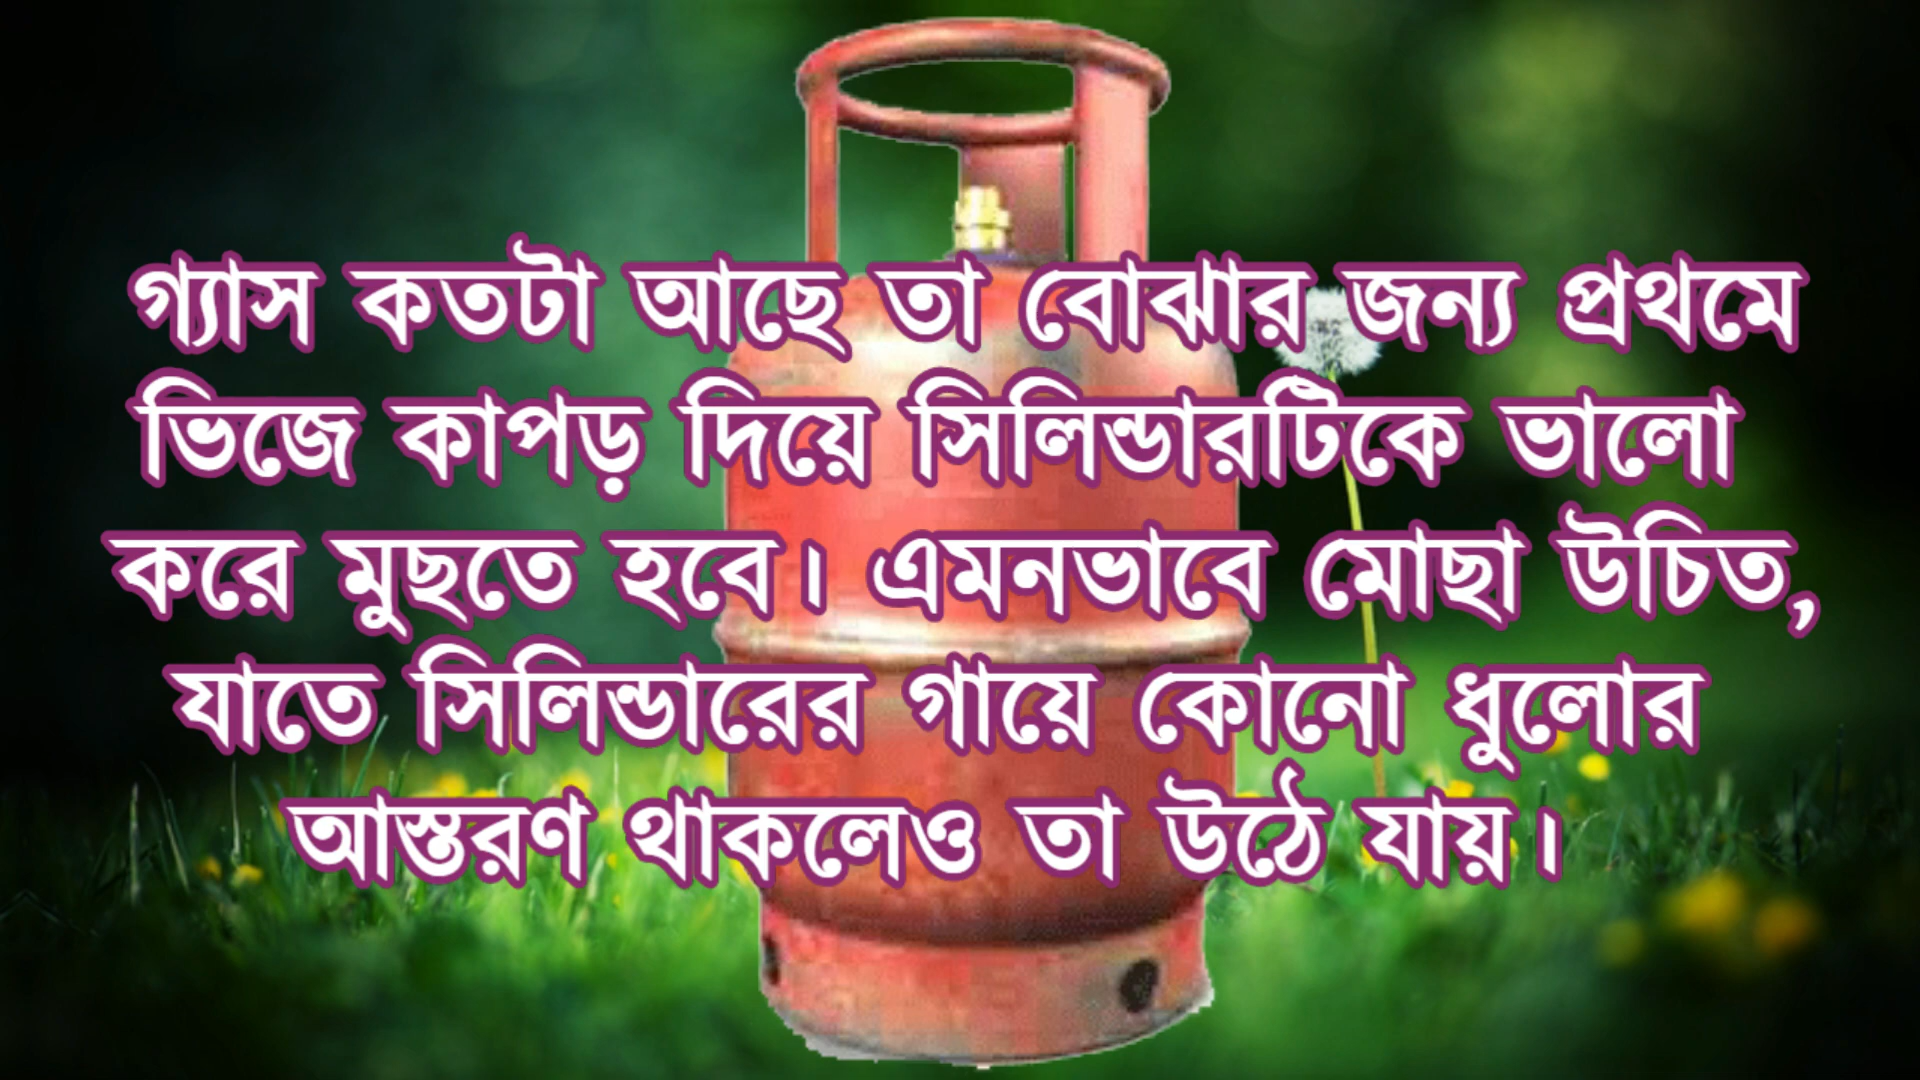 গ্যাস কতটা আছে তা বোঝার জন্য প্রথমে
ভিজে কাপড় দিয়ে সিলিন্ডারটিকে ভালো
করে মুছতে হবে। এমনভাবে মোছা উচিত,
যাতে সিলিন্ডারের গায়ে কোনো ধুলোর
আস্তরণ থাকলেও তা উঠে যায়।